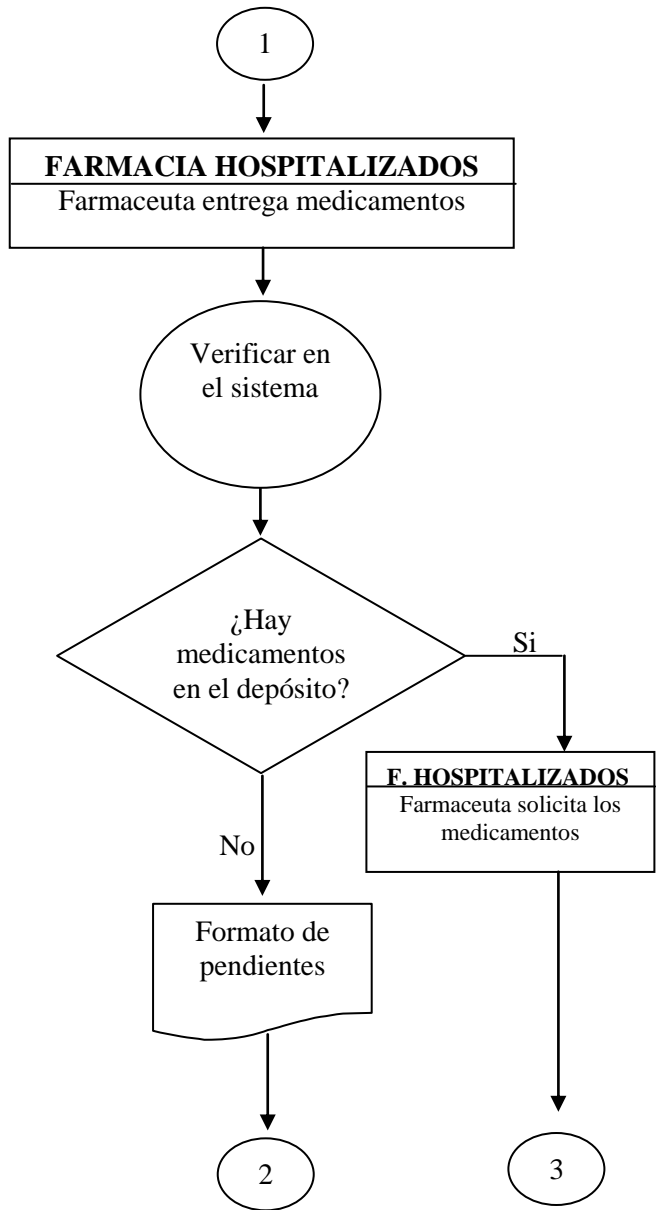 1
FARMACIA HOSPITALIZADOS
Farmaceuta entrega medicamentos
Verificar en
el sistema
¿Hay
medicamentos
en el depósito?
Si
F. HOSPITALIZADOS
Farmaceuta solicita los
medicamentos
No
Formato de
pendientes
2
3